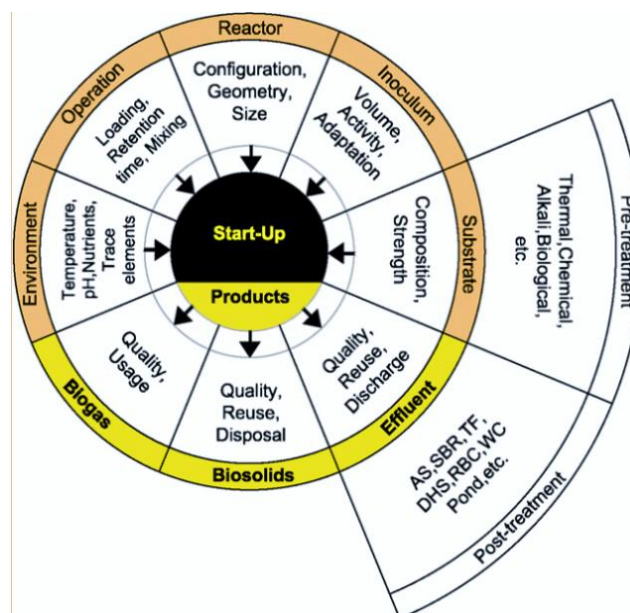 Reactor
Configuration,
Geometry,
Size
Inoculum
Volume,
Activity,
Adaptation
Substrate
Composition,
Strength
Pre-treatment
Thermal,Chemical,
Alkali,Biological,
etc.
Operation
Loading,
Retention
time, Mixing
Environment
Temperature,
pH,Nutrients,
Trace
elements
Start-Up
Products
Biogas
Quality,
Usage
Biosolids
Quality,
Reuse,
Disposal
Effluent
Quality,
Reuse,
Discharge
Post-treatment
AS,SBR,TF,
DHS,RBC,WC
Pond,etc.